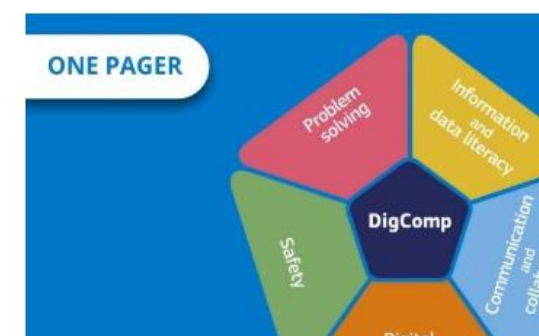 ONE PAGER
Problem
solving
Information
and
data literacy
DigComp
Safety
Communication
and